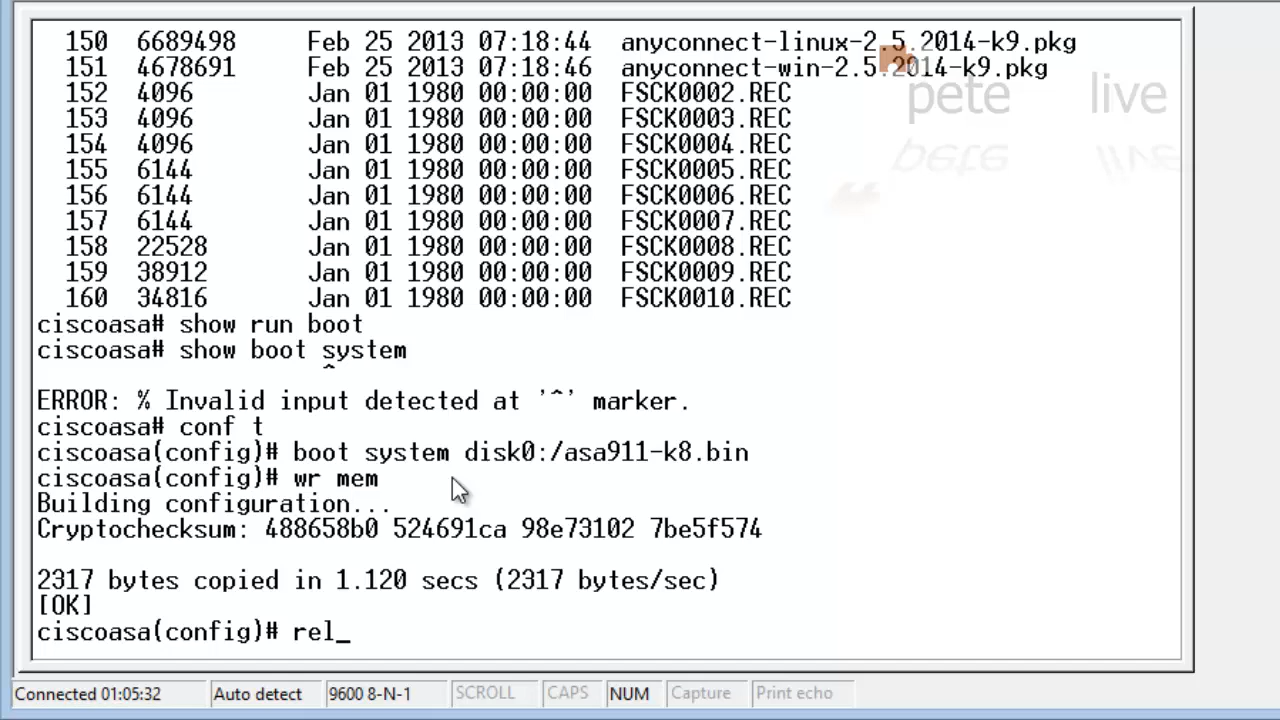 150  6689498     Feb 25 2013 07:18:44  anyconnect-linux-2.5.2014-k9.pkg
151  4678691     Feb 25 2013 07:18:46  anyconnect-win-2.5.2014-k9.pkg
152  4096        Jan 01 1980 00:00:00  FSCK0002.REC
153  4096        Jan 01 1980 00:00:00  FSCK0003.REC
154  4096        Jan 01 1980 00:00:00  FSCK0004.REC
155  6144        Jan 01 1980 00:00:00  FSCK0005.REC
156  6144        Jan 01 1980 00:00:00  FSCK0006.REC
157  6144        Jan 01 1980 00:00:00  FSCK0007.REC
158  22528       Jan 01 1980 00:00:00  FSCK0008.REC
159  38912       Jan 01 1980 00:00:00  FSCK0009.REC
160  34816       Jan 01 1980 00:00:00  FSCK0010.REC
pete live
ciscoasa# show run boot
ciscoasa# show boot system
^
ERROR: % Invalid input detected at '^' marker.
ciscoasa# conf t
ciscoasa(config)# boot system disk0:/asa911-k8.bin
ciscoasa(config)# wr mem
Building configuration...
Cryptochecksum: 488658b0 524691ca 98e73102 7be5f574
2317 bytes copied in 1.120 secs (2317 bytes/sec)
[OK]
ciscoasa(config)# rel_
Connected 01:05:32 Auto detect 9600 8-N-1 SCROLL CAPS NUM Capture Print echo